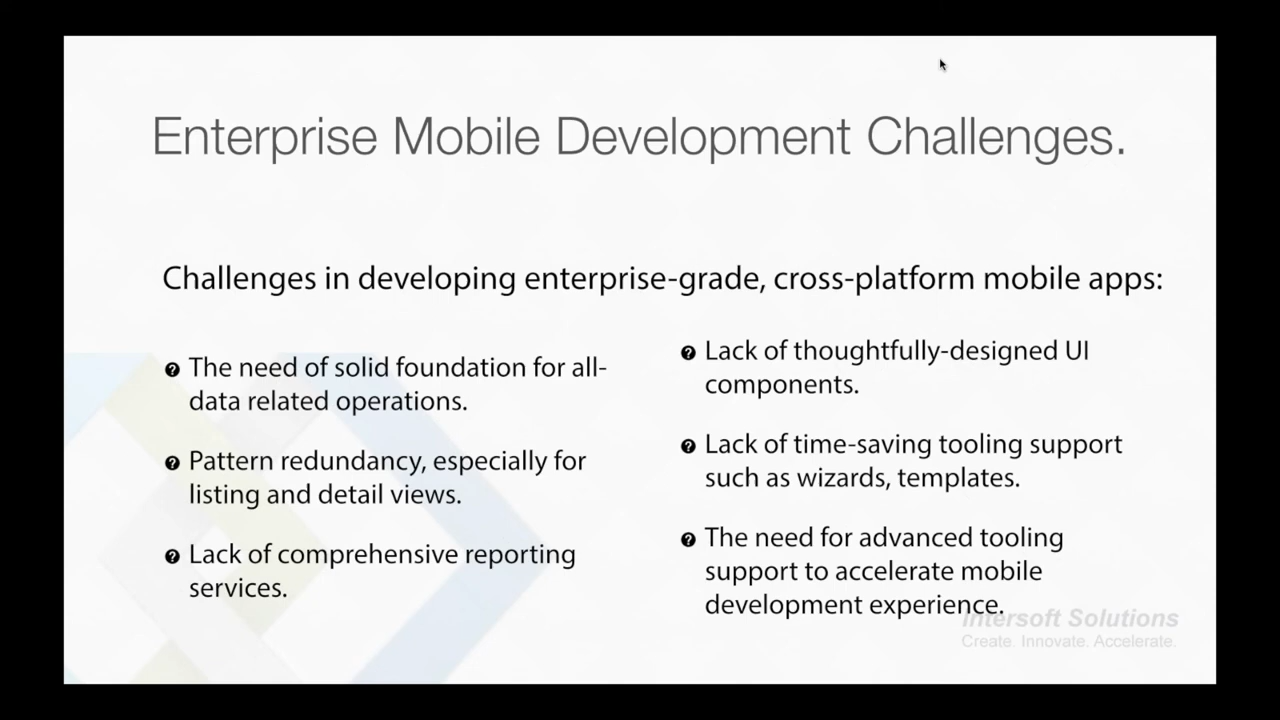 Enterprise Mobile Development Challenges.
Challenges in developing enterprise-grade, cross-platform mobile apps:
The need of solid foundation for all-
data related operations.
Pattern redundancy, especially for
listing and detail views.
Lack of comprehensive reporting
services.
Lack of thoughtfully-designed UI
components.
Lack of time-saving tooling support
such as wizards, templates.
The need for advanced tooling
support to accelerate mobile
development experience.
Intersoft Solutions
Create. Innovate. Accelerate.